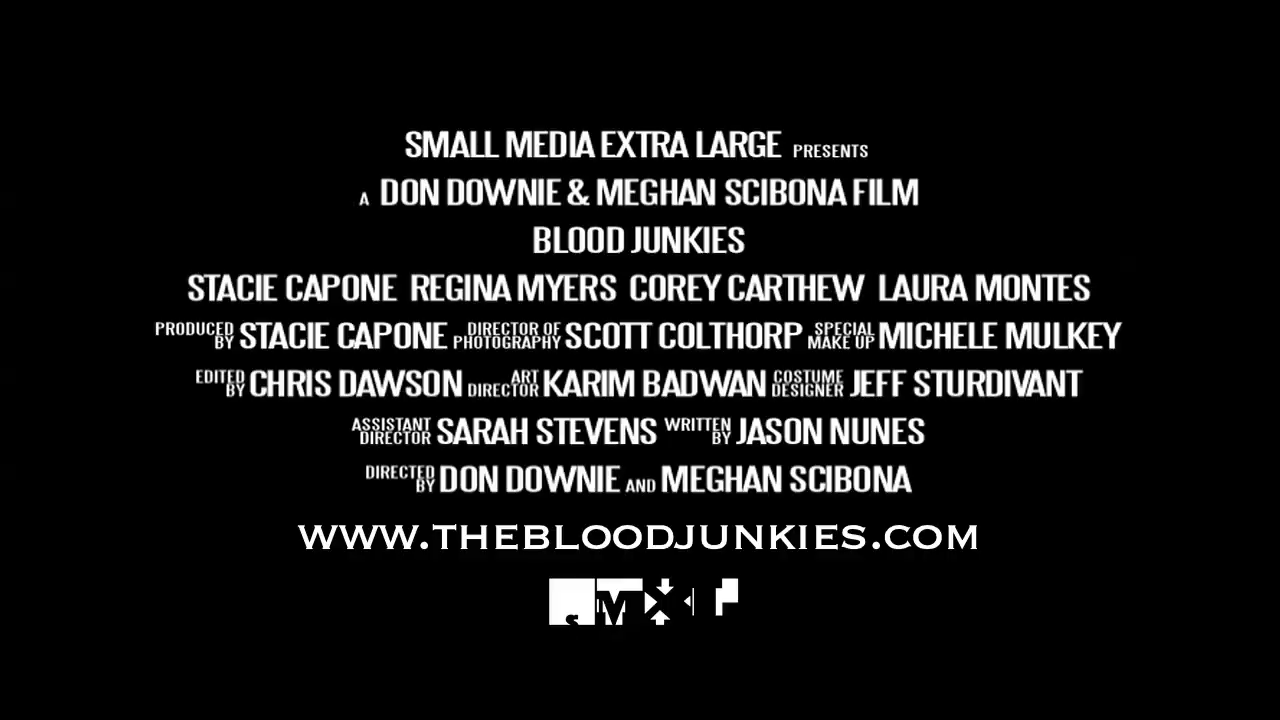 SMALL MEDIA EXTRA LARGE PRESENTS
A DON DOWNIE & MEGHAN SCIBONA FILM
BLOOD JUNKIES
STACIE CAPONE REGINA MYERS COREY CARTHEW LAURA MONTES
PRODUCED BY STACIE CAPONE DIRECTOR OF PHOTOGRAPHY SCOTT COLTHORP SPECIAL MAKE UP MICHELE MULKEY
EDITED BY CHRIS DAWSON ART DIRECTOR KARIM BADWAN COSTUME DESIGNER JEFF STURDIVANT
ASSISTANT DIRECTOR SARAH STEVENS WRITTEN BY JASON NUNES
DIRECTED BY DON DOWNIE AND MEGHAN SCIBONA
WWW.THEBLOODJUNKIES.COM
SMXL